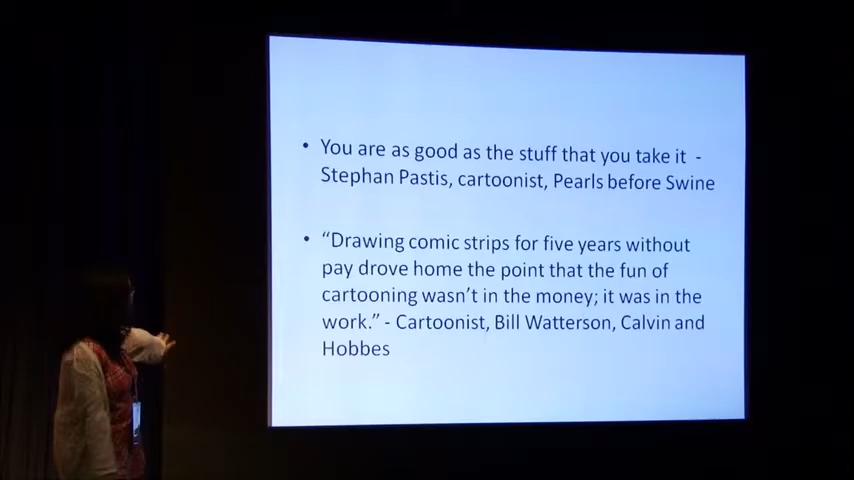 • You are as good as the stuff that you take it -
Stephan Pastis, cartoonist, Pearls before Swine
• “Drawing comic strips for five years without
pay drove home the point that the fun of
cartooning wasn’t in the money; it was in the
work.” - Cartoonist, Bill Watterson, Calvin and
Hobbes